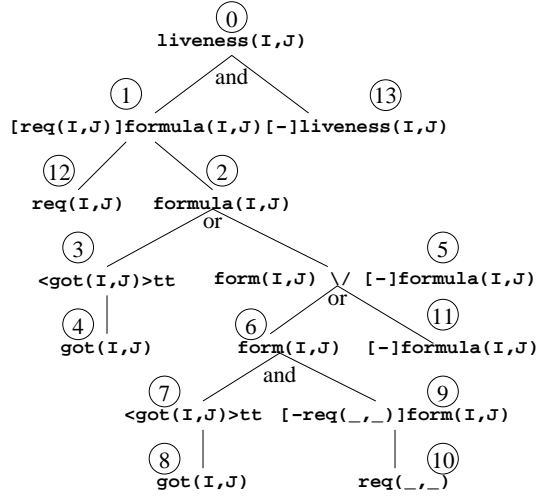 0
liveness(I,J)
and
1 13
[req(I,J)]formula(I,J) [-]liveness(I,J)
12 2
req(I,J) formula(I,J)
or
3 5
<got(I,J)>tt form(I,J) \/ [-]formula(I,J)
or
4 6 11
got(I,J) form(I,J) [-]formula(I,J)
and
7 9
<got(I,J)>tt [-req(_,_)]form(I,J)
8 10
got(I,J) req(_,_)